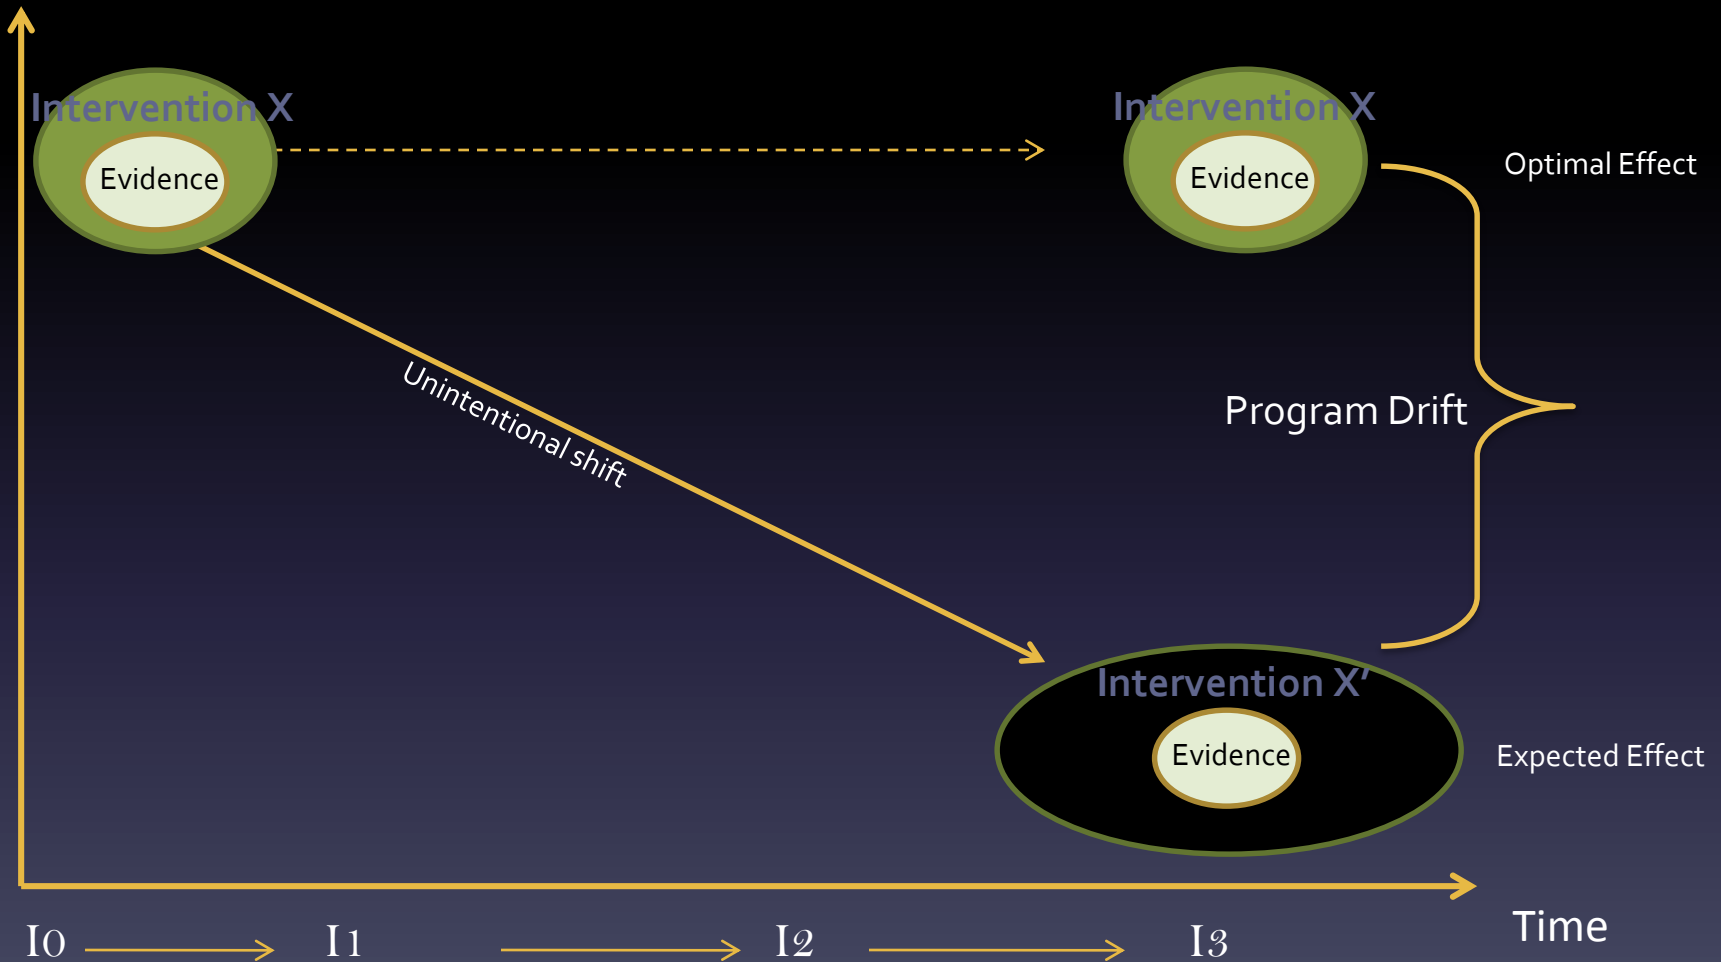 Intervention X
Evidence
Intervention X
Evidence
Optimal Effect
Unintentional shift
Program Drift
Intervention X′
Evidence
Expected Effect
Time
I0
I1
I2
I3